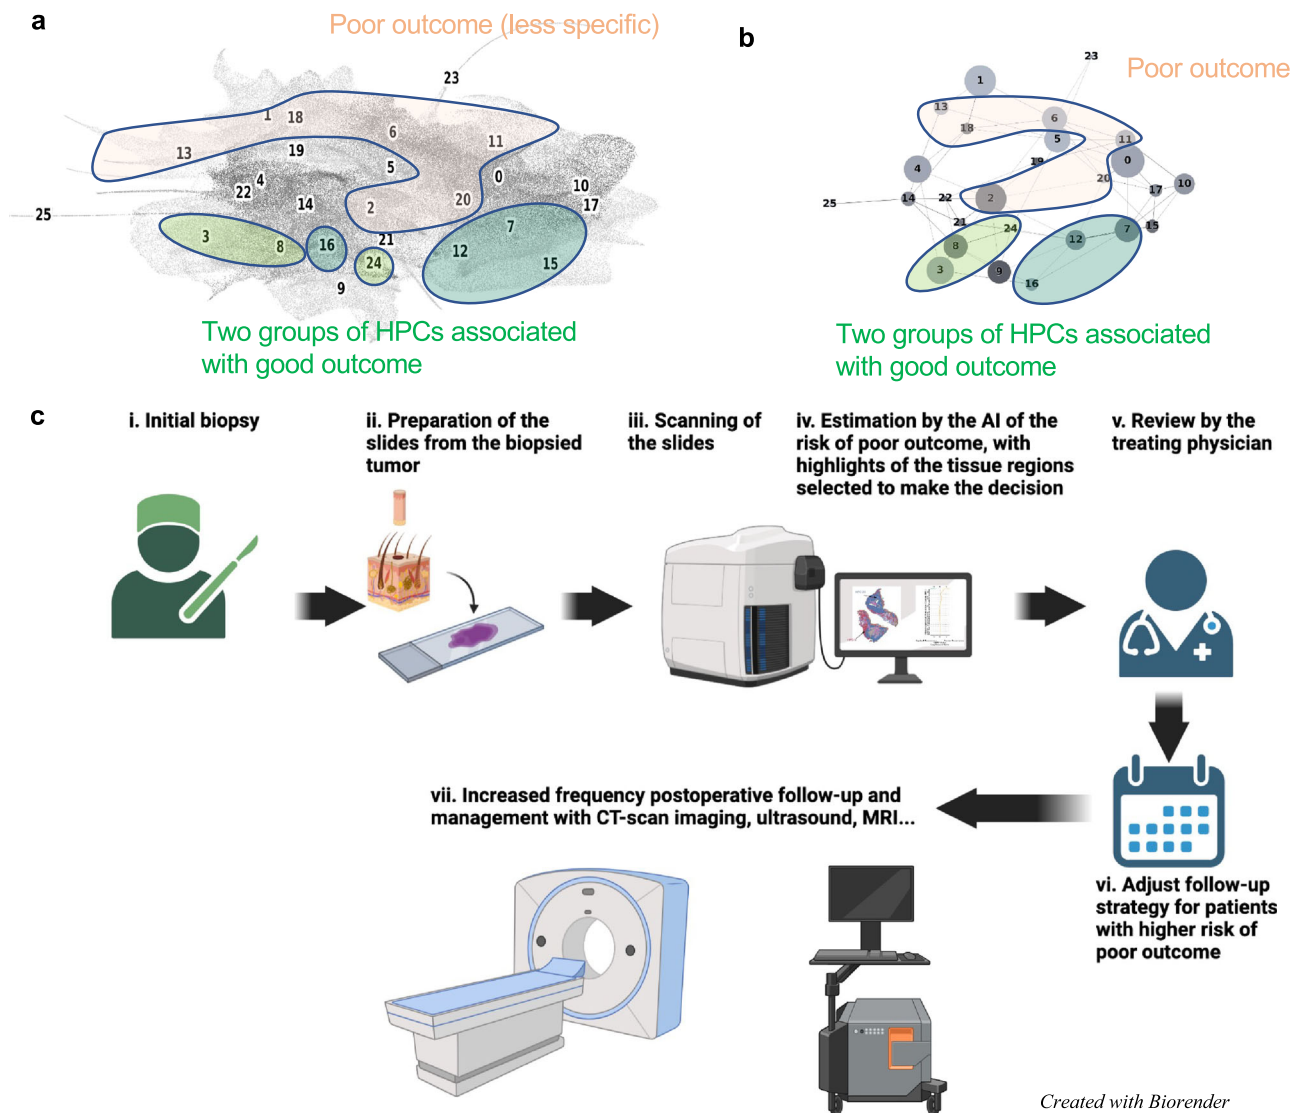 a
Poor outcome (less specific)
23
1
18
6
11
13
19
5
0
4
22
10
14
2
20
17
25
3
8
16
21
24
7
12
15
9
Two groups of HPCs associated
with good outcome
b
Poor outcome
23
1
13
6
18
5
11
19
0
4
20
10
17
14
22
2
25
21
24
7
15
8
12
3
9
16
Two groups of HPCs associated
with good outcome
c
i. Initial biopsy
ii. Preparation of the
slides from the biopsied
tumor
iii. Scanning of
the slides
iv. Estimation by the AI of the
risk of poor outcome, with
highlights of the tissue regions
selected to make the decision
v. Review by the
treating physician
vii. Increased frequency postoperative follow-up and
management with CT-scan imaging, ultrasound, MRI...
vi. Adjust follow-up
strategy for patients
with higher risk of
poor outcome
Created with Biorender